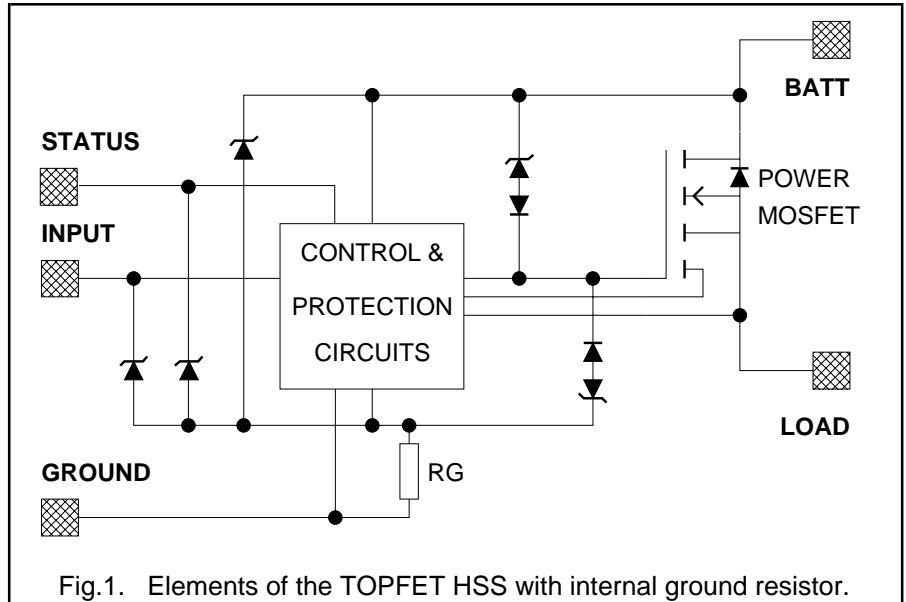 BATT
STATUS
POWER
MOSFET
INPUT
CONTROL &
PROTECTION
CIRCUITS
LOAD
GROUND
RG
Fig.1. Elements of the TOPFET HSS with internal ground resistor.